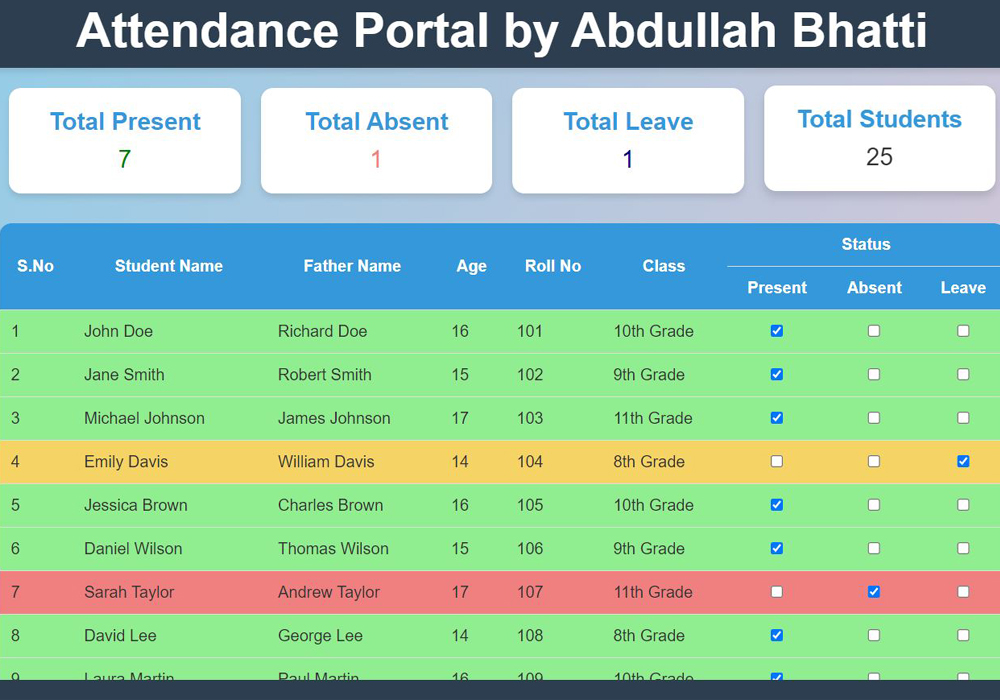 Attendance Portal by Abdullah Bhatti
Total Present
7
Total Absent
1
Total Leave
1
Total Students
25
S.No Student Name Father Name Age Roll No Class Status
Present Absent Leave
1 John Doe Richard Doe 16 101 10th Grade
2 Jane Smith Robert Smith 15 102 9th Grade
3 Michael Johnson James Johnson 17 103 11th Grade
4 Emily Davis William Davis 14 104 8th Grade
5 Jessica Brown Charles Brown 16 105 10th Grade
6 Daniel Wilson Thomas Wilson 15 106 9th Grade
7 Sarah Taylor Andrew Taylor 17 107 11th Grade
8 David Lee George Lee 14 108 8th Grade
9 Laura Martin Paul Martin 16 109 10th Grade